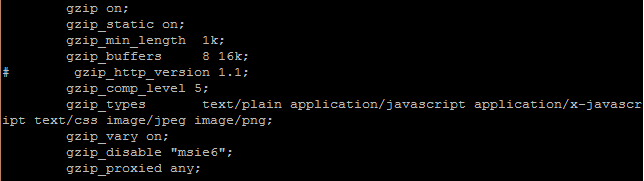 gzip on;
gzip_static on;
gzip_min_length  1k;
gzip_buffers     8 16k;
#        gzip_http_version 1.1;
gzip_comp_level 5;
gzip_types       text/plain application/javascript application/x-javascr
ipt text/css image/jpeg image/png;
gzip_vary on;
gzip_disable "msie6";
gzip_proxied any;